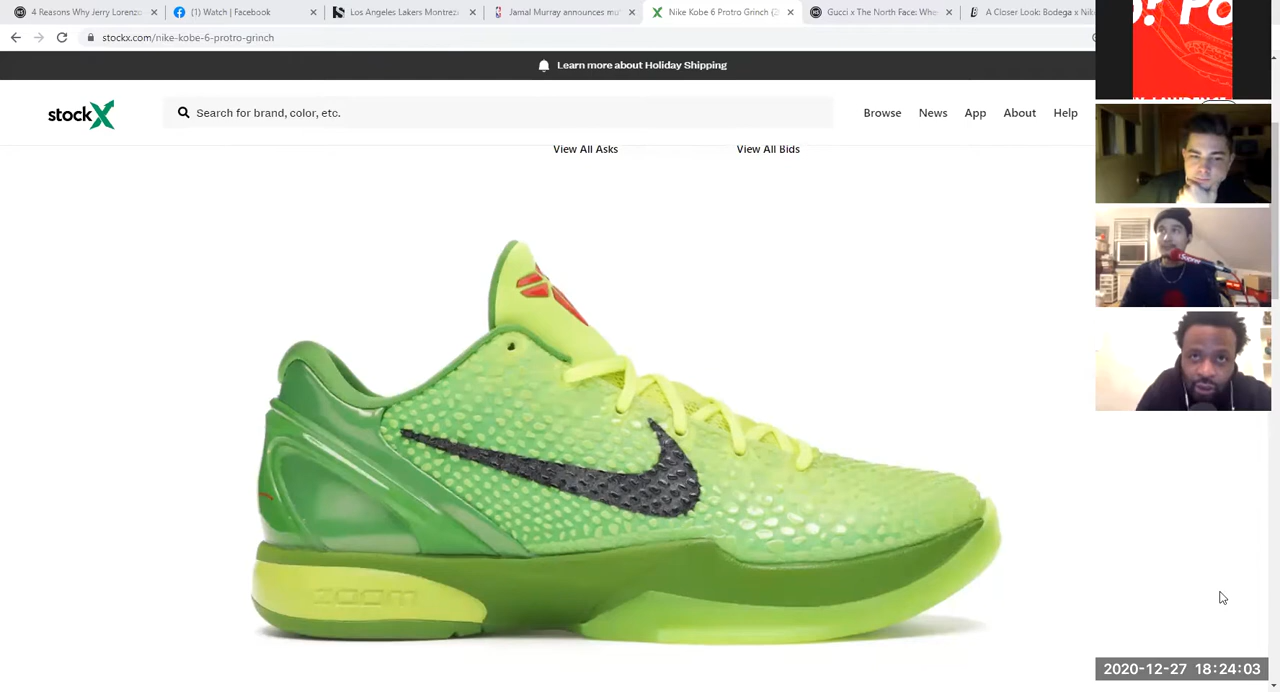 4 Reasons Why Jerry Lorenzo
(1) Watch | Facebook
Los Angeles Lakers Montrez
Jamal Murray announces mu
Nike Kobe 6 Protro Grinch (2
Gucci x The North Face: Whe
A Closer Look: Bodega x Nik
stockx.com/nike-kobe-6-protro-grinch
Learn more about Holiday Shipping
stockX
Search for brand, color, etc.
Browse
News
App
About
Help
View All Asks
View All Bids
ZOOM
Supreme
2020-12-27 18:24:03